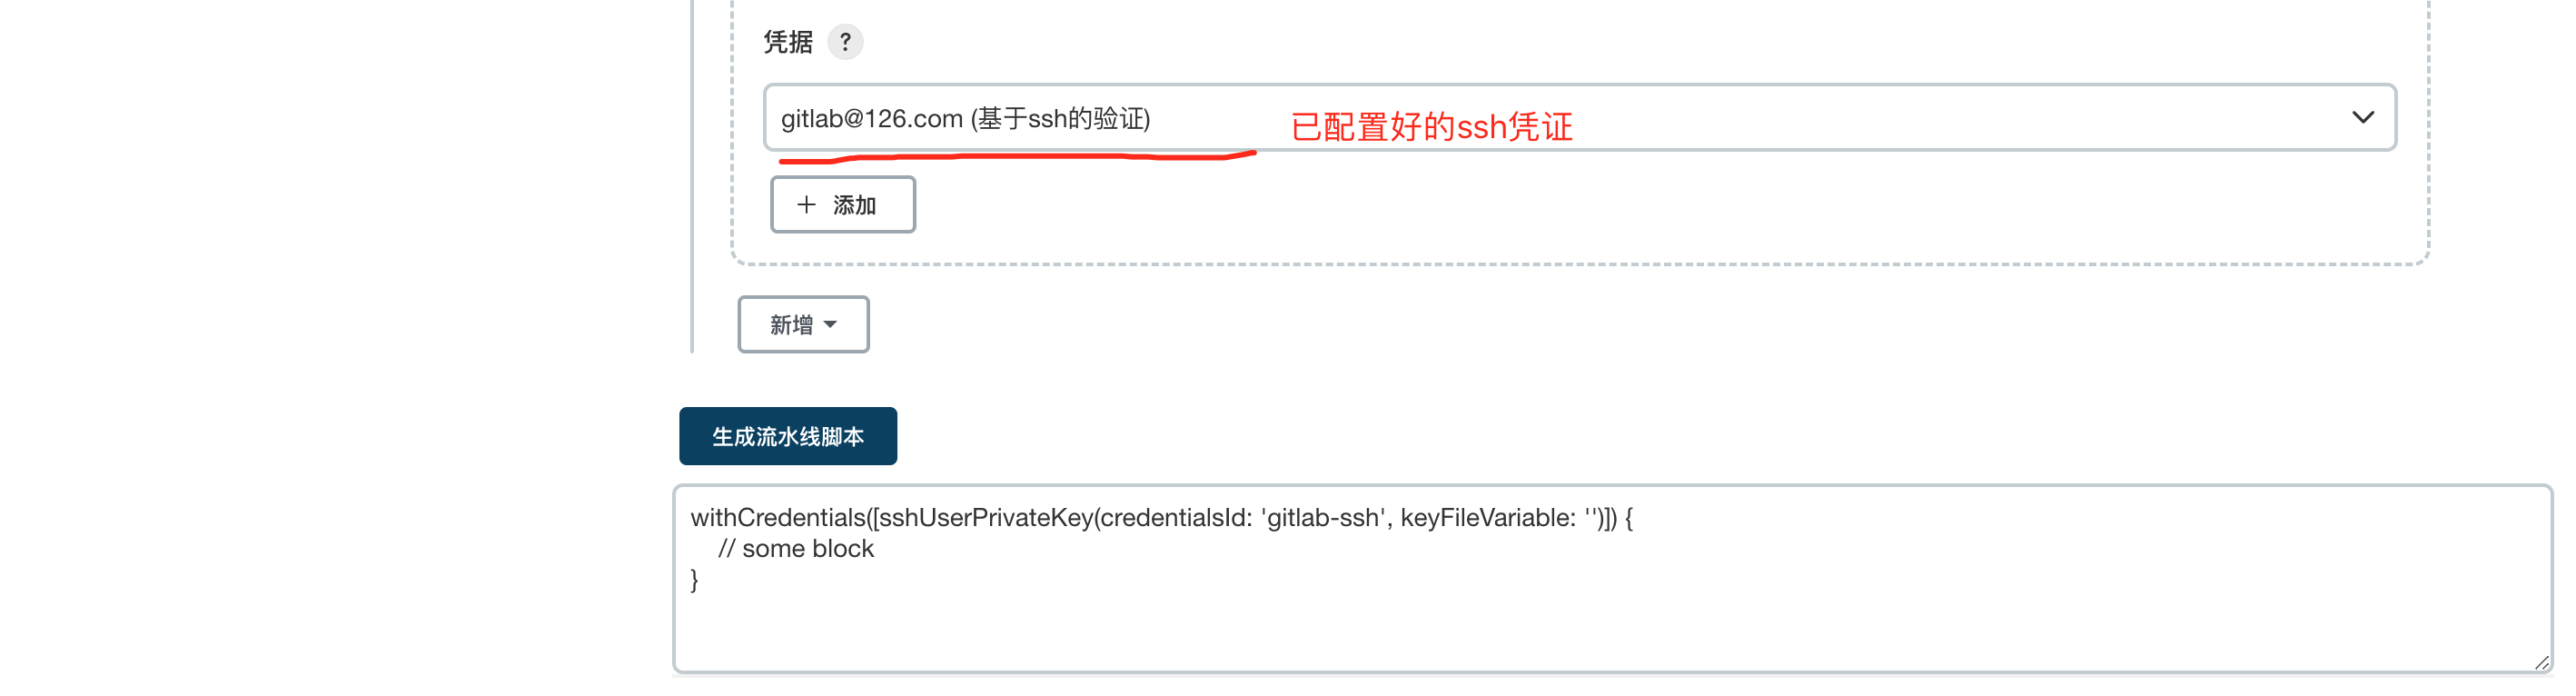 凭据 ?
gitlab@126.com (基于ssh的验证)
已配置好的ssh凭证
+ 添加
新增
生成流水线脚本
withCredentials([sshUserPrivateKey(credentialsId: 'gitlab-ssh', keyFileVariable: '')]) {
    // some block
}